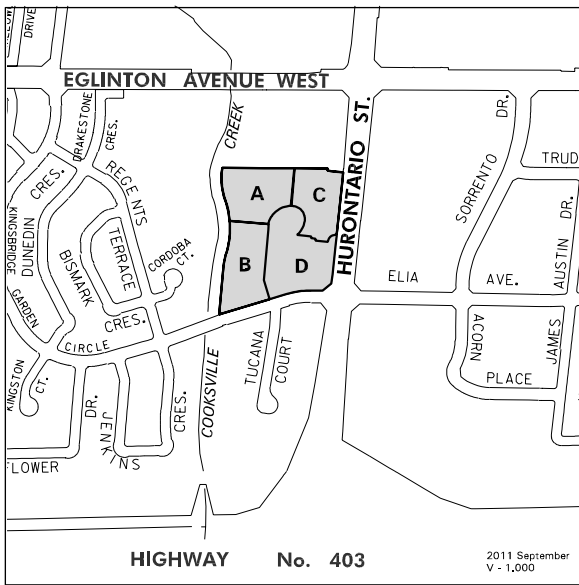 DRIVE
EGLINTON AVENUE WEST
DRAKESTONE
CRES.
CREEK
HURONTARIO ST.
DR.
SORRENTO
TRUD
DR.
AUSTIN
KINGSBRIDGE
DUNEDIN
CRES.
REGENTS
TERRACE
BISMARK
CRES.
CORDOBA
CT.
A
C
B
D
ELIA AVE.
GARDEN
CIRCLE
KINGSTON
CT.
DR.
JENKINS
CRES.
COOKSVILLE
TUCANA
COURT
ACORN
PLACE
JAMES
FLOWER
HIGHWAY No. 403
2011 September
V - 1,000